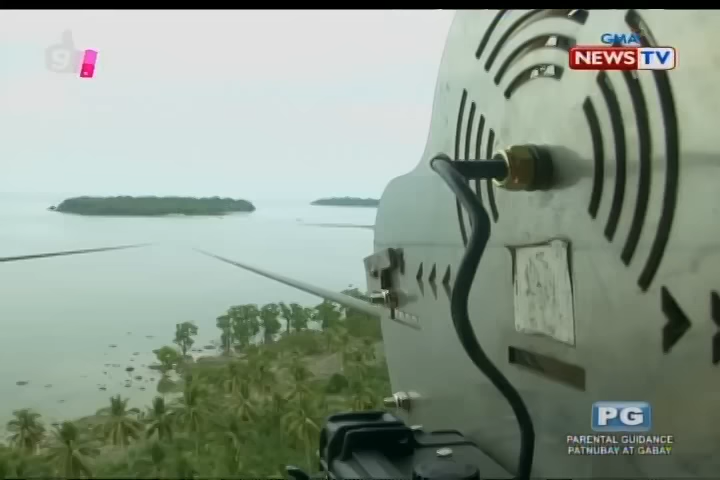 g
GMA
NEWS TV
PG
PARENTAL GUIDANCE
PATNUBAY AT GABAY